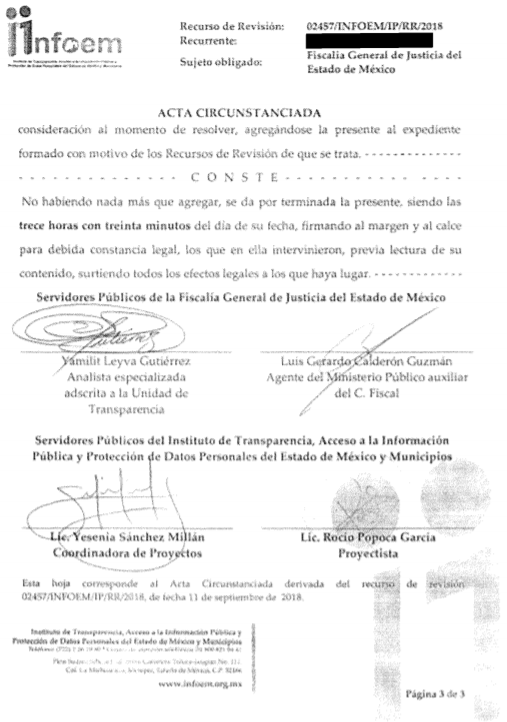 infoem
Recurso de Revisión: 02457/INFOEM/IP/RR/2018
Recurrente:
Sujeto obligado: Fiscalía General de Justicia del
Estado de México
ACTA CIRCUNSTANCIADA
consideración al momento de resolver, agregándose la presente al expediente
formado con motivo de los Recursos de Revisión de que se trata. - - - - - - - - - - - - - -
- - - - - - - - - - - - - - - - - C O N S T E - - - - - - - - - - - - - - - - - -
No habiendo nada más que agregar, se da por terminada la presente, siendo las
trece horas con treinta minutos del día de su fecha, firmando al margen y al calce
para debida constancia legal, los que en ella intervinieron, previa lectura de su
contenido, surtiendo todos los efectos legales a los que haya lugar. - - - - - - - - - - - - -
Servidores Públicos de la Fiscalía General de Justicia del Estado de México
Yamilit Leyva Gutiérrez
Analista especializada
adscrita a la Unidad de
Transparencia
Luis Gerardo Calderón Guzmán
Agente del Ministerio Público auxiliar
del C. Fiscal
Servidores Públicos del Instituto de Transparencia, Acceso a la Información
Pública y Protección de Datos Personales del Estado de México y Municipios
Lic. Yesenia Sánchez Millán
Coordinadora de Proyectos
Lic. Rocío Popoca García
Proyectista
Esta hoja corresponde al Acta Circunstanciada derivada del recurso de revisión
02457/INFOEM/IP/RR/2018, de fecha 11 de septiembre de 2018.
Instituto de Transparencia, Acceso a la Información Pública y
Protección de Datos Personales del Estado de México y Municipios
www.infoem.org.mx
Página 3 de 3